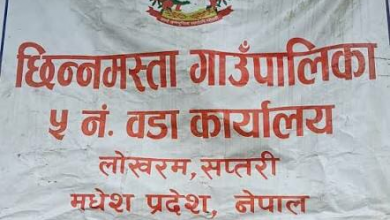 छिन्नमस्ता गाउँपालिका
५ नं. वडा कार्यालय
लोखरम, सप्तरी
मधेश प्रदेश, नेपाल